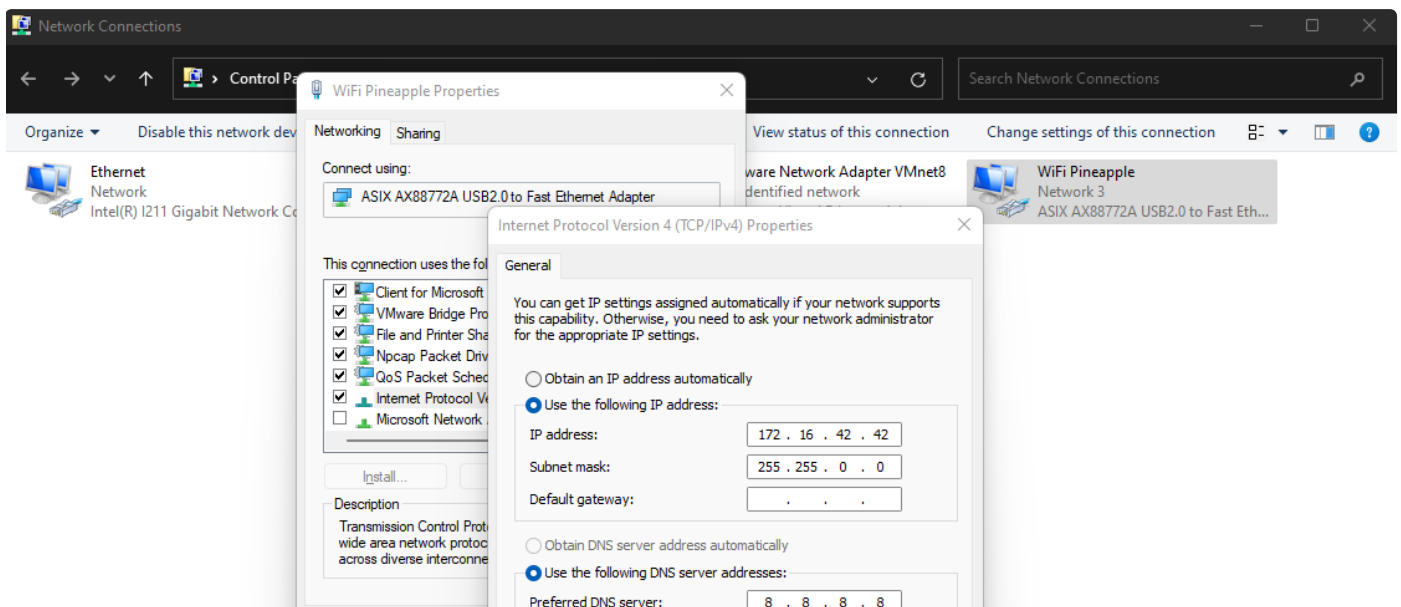 Network Connections
Control Pa
Search Network Connections
WiFi Pineapple Properties
Organize
Disable this network dev
View status of this connection
Change settings of this connection
Networking
Sharing
Connect using:
ASIX AX88772A USB2.0 to Fast Ethernet Adapter
Ethernet
Network
Intel(R) I211 Gigabit Network Co
ware Network Adapter VMnet8
dentified network
WiFi Pineapple
Network 3
ASIX AX88772A USB2.0 to Fast Eth...
This connection uses the fol
Client for Microsoft
VMware Bridge Pro
File and Printer Sha
Npcap Packet Driv
QoS Packet Sched
Internet Protocol Ve
Microsoft Network
Install...
Description
Transmission Control Prot
wide area network protoc
across diverse interconne
Internet Protocol Version 4 (TCP/IPv4) Properties
General
You can get IP settings assigned automatically if your network supports
this capability. Otherwise, you need to ask your network administrator
for the appropriate IP settings.
Obtain an IP address automatically
Use the following IP address:
IP address: 172 . 16 . 42 . 42
Subnet mask: 255 . 255 . 0 . 0
Default gateway: . . .
Obtain DNS server address automatically
Use the following DNS server addresses:
Preferred DNS server: 8 . 8 . 8 . 8